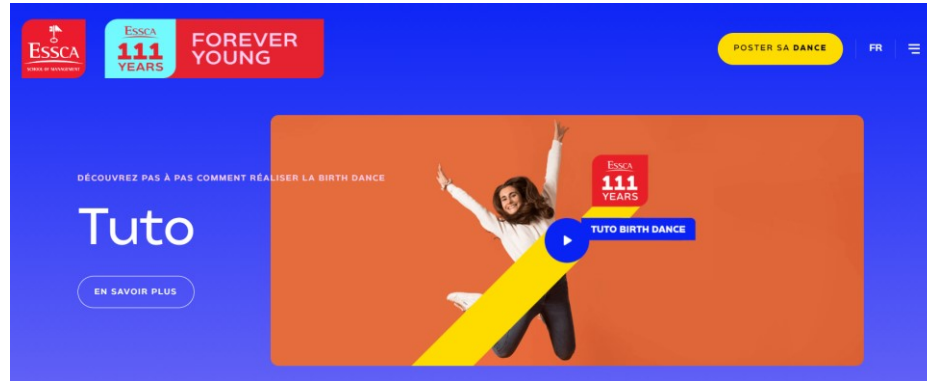 ESSCA
SCHOOL OF MANAGEMENT
ESSCA
111
YEARS
FOREVER
YOUNG
POSTER SA DANCE
FR
DÉCOUVREZ PAS À PAS COMMENT RÉALISER LA BIRTH DANCE
Tuto
EN SAVOIR PLUS
ESSCA
111
YEARS
TUTO BIRTH DANCE